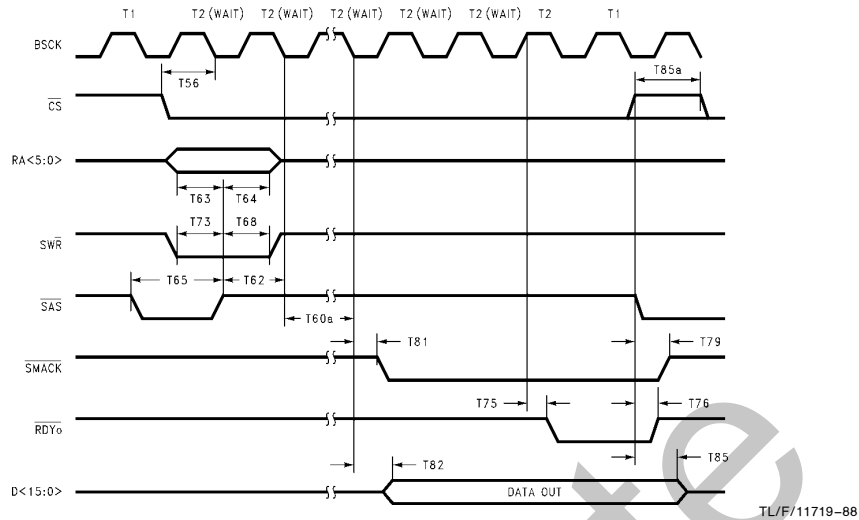 T1 T2 (WAIT) T2 (WAIT) T2 (WAIT) T2 (WAIT) T2 (WAIT) T2 T1
BSCK
T56
T85a
CS
RA<5:0>
T63 T64
T73 T68
SWR
T65 T62
SAS
T60a
T81 T79
SMACK
T75 T76
RDYo
T82 T85
D<15:0> DATA OUT
TL/F/11719-88